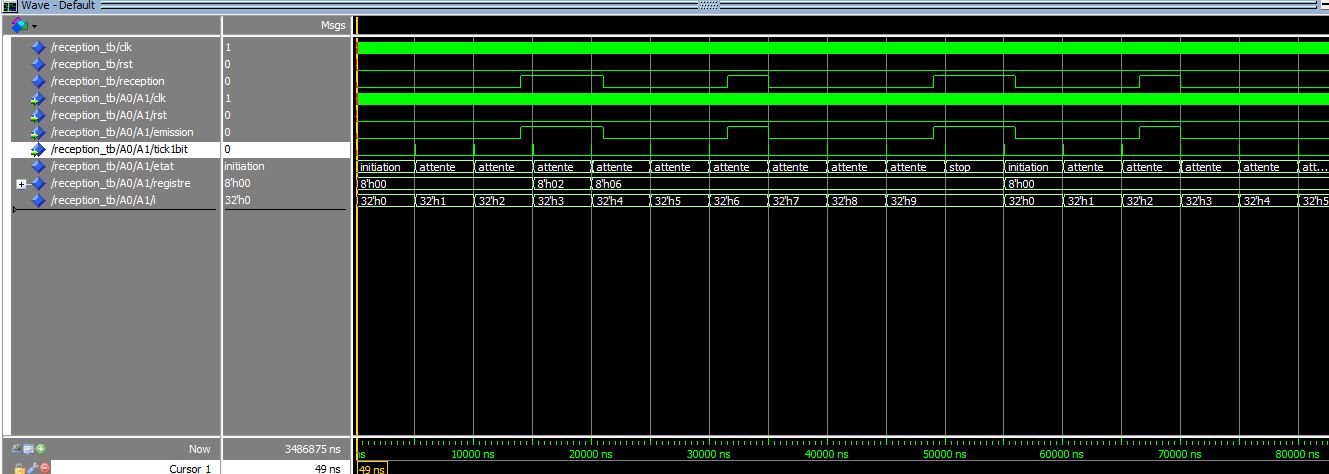 Wave - Default
Msgs
/reception_tb/clk 1
/reception_tb/rst 0
/reception_tb/reception 0
/reception_tb/A0/A1/clk 1
/reception_tb/A0/A1/rst 0
/reception_tb/A0/A1/emission 0
/reception_tb/A0/A1/tick1bit 0
/reception_tb/A0/A1/etat initiation initiation attente attente attente attente attente attente attente attente attente stop initiation attente attente attente attente att...
/reception_tb/A0/A1/registre 8'h00 8'h00 8'h02 8'h06 8'h00
/reception_tb/A0/A1/i 32'h0 32'h0 32'h1 32'h2 32'h3 32'h4 32'h5 32'h6 32'h7 32'h8 32'h9 32'h0 32'h1 32'h2 32'h3 32'h4 32'h5
Now 3486875 ns ns 10000 ns 20000 ns 30000 ns 40000 ns 50000 ns 60000 ns 70000 ns 80000 ns
Cursor 1 49 ns 49 ns